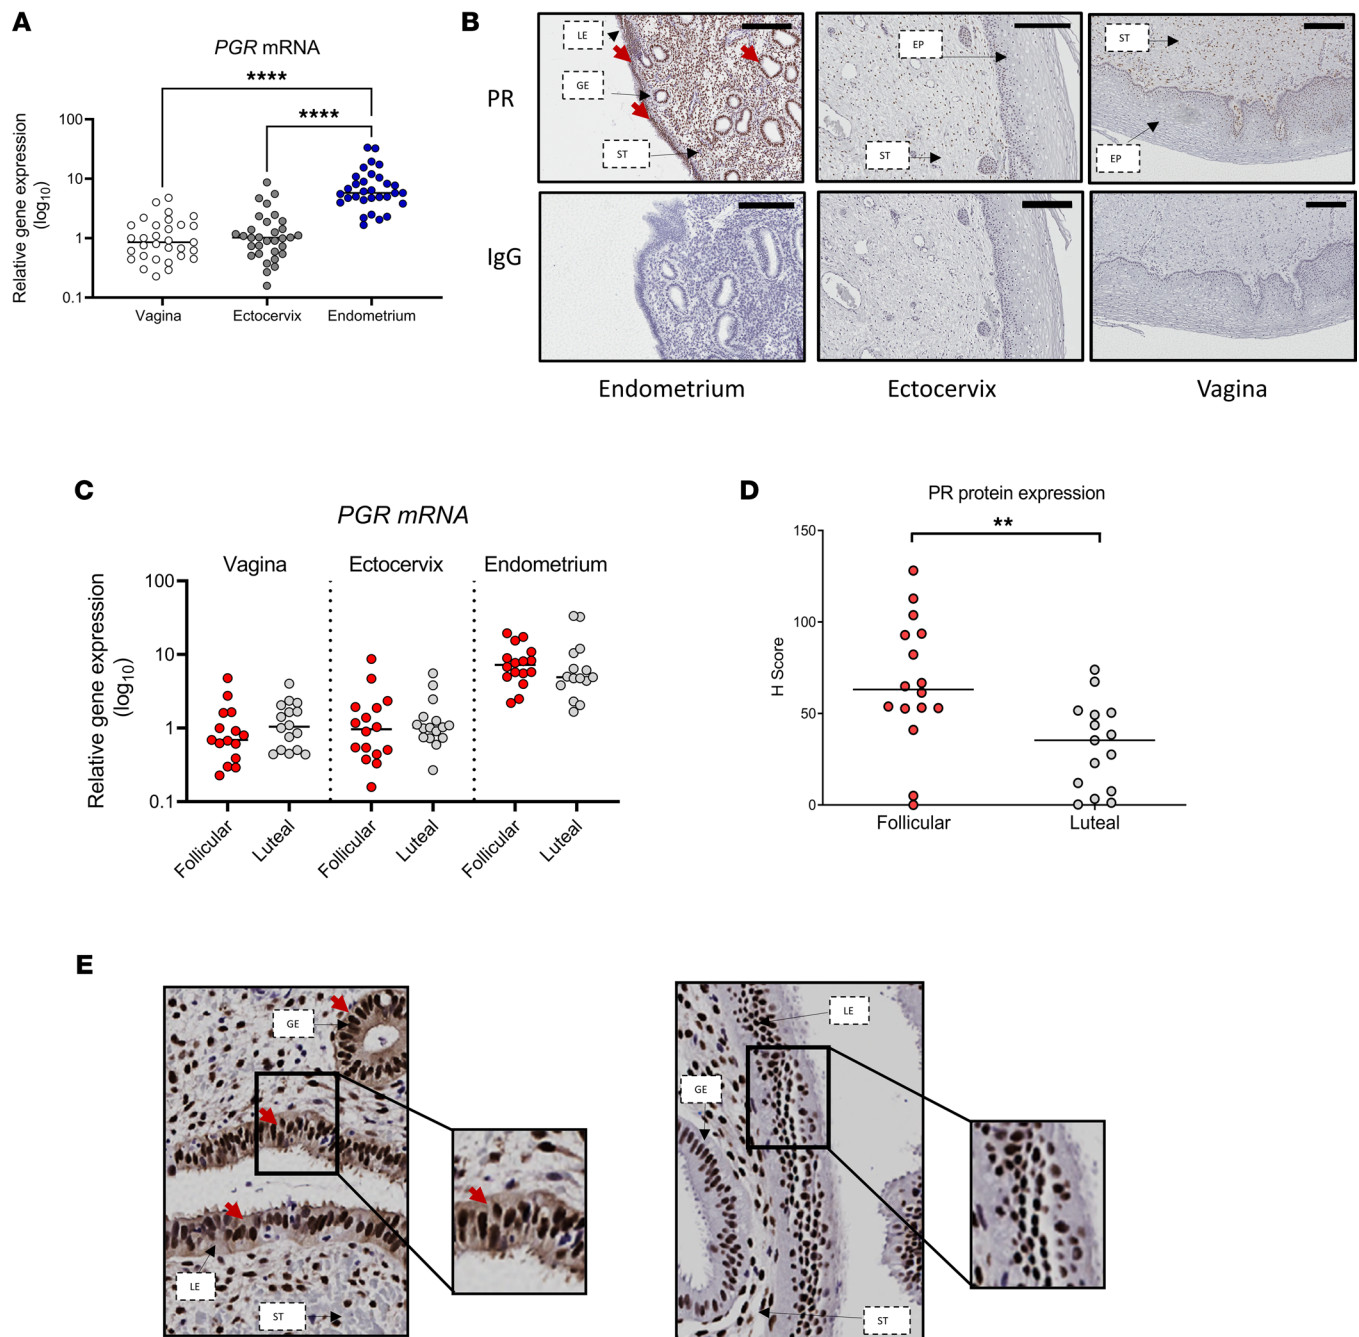 A
PGR mRNA
****
****
Relative gene expression
(log10)
100
10
1
0.1
Vagina
Ectocervix
Endometrium
B
PR
IgG
LE
GE
ST
EP
ST
ST
EP
Endometrium
Ectocervix
Vagina
C
PGR mRNA
Vagina
Ectocervix
Endometrium
Relative gene expression
(log10)
100
10
1
0.1
Follicular
Luteal
Follicular
Luteal
Follicular
Luteal
D
PR protein expression
**
H Score
150
100
50
0
Follicular
Luteal
E
GE
LE
ST
LE
GE
ST